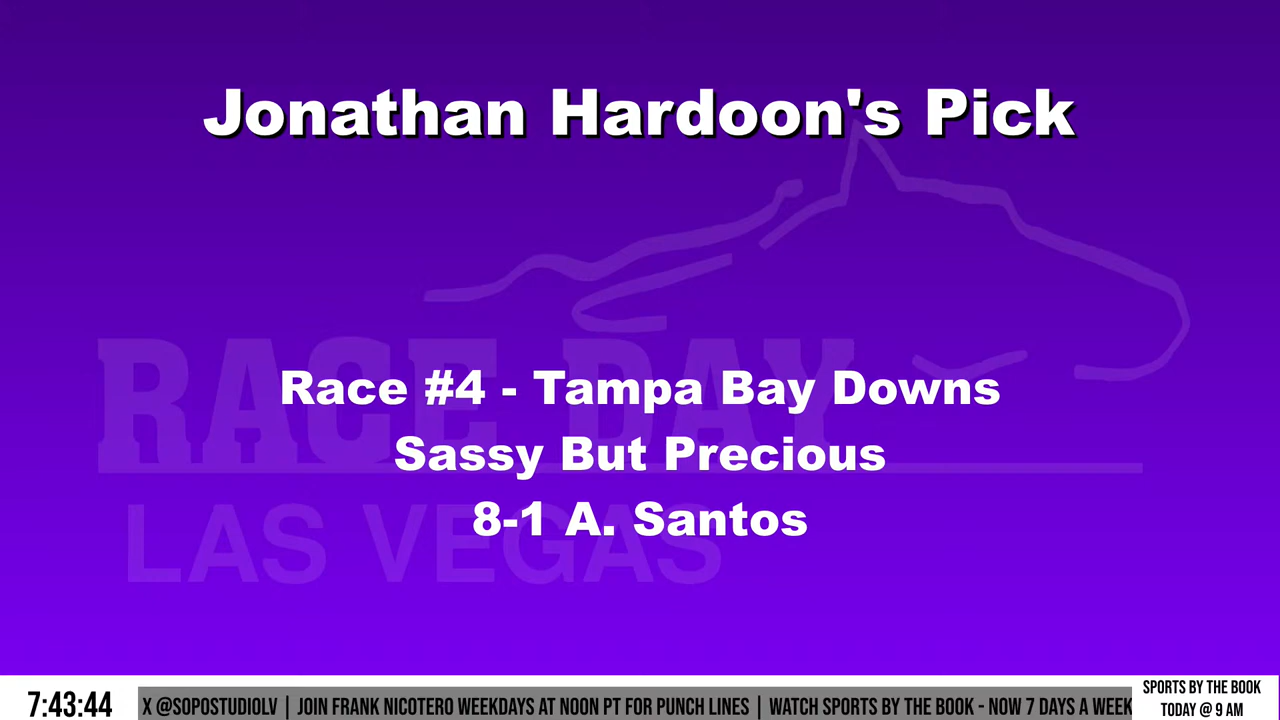 Jonathan Hardoon's Pick
RACE DAY
LAS VEGAS
Race #4 - Tampa Bay Downs
Sassy But Precious
8-1 A. Santos
7:43:44
X @SOPOSTUDIOLV | JOIN FRANK NICOTERO WEEKDAYS AT NOON PT FOR PUNCH LINES | WATCH SPORTS BY THE BOOK - NOW 7 DAYS A WEEK
SPORTS BY THE BOOK
TODAY @ 9 AM